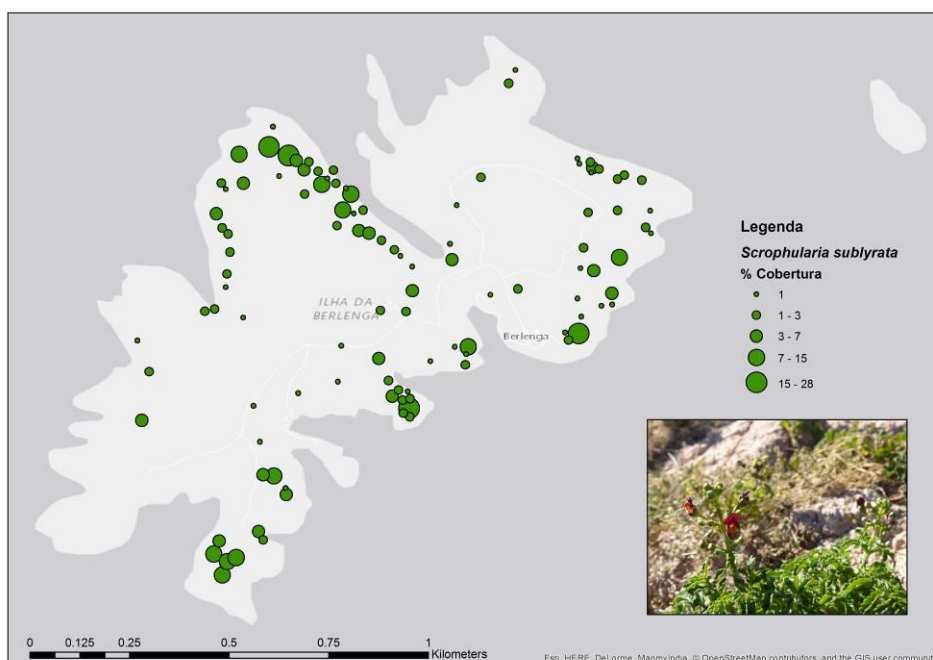 ILHA DA
BERLENGA
Berlenga
Legenda
Scrophularia sublyrata
% Cobertura
1
1 - 3
3 - 7
7 - 15
15 - 28
0 0.125 0.25 0.5 0.75 1
Kilometers
Esri, HERE, DeLorme, MapmyIndia, © OpenStreetMap contributors, and the GIS user community